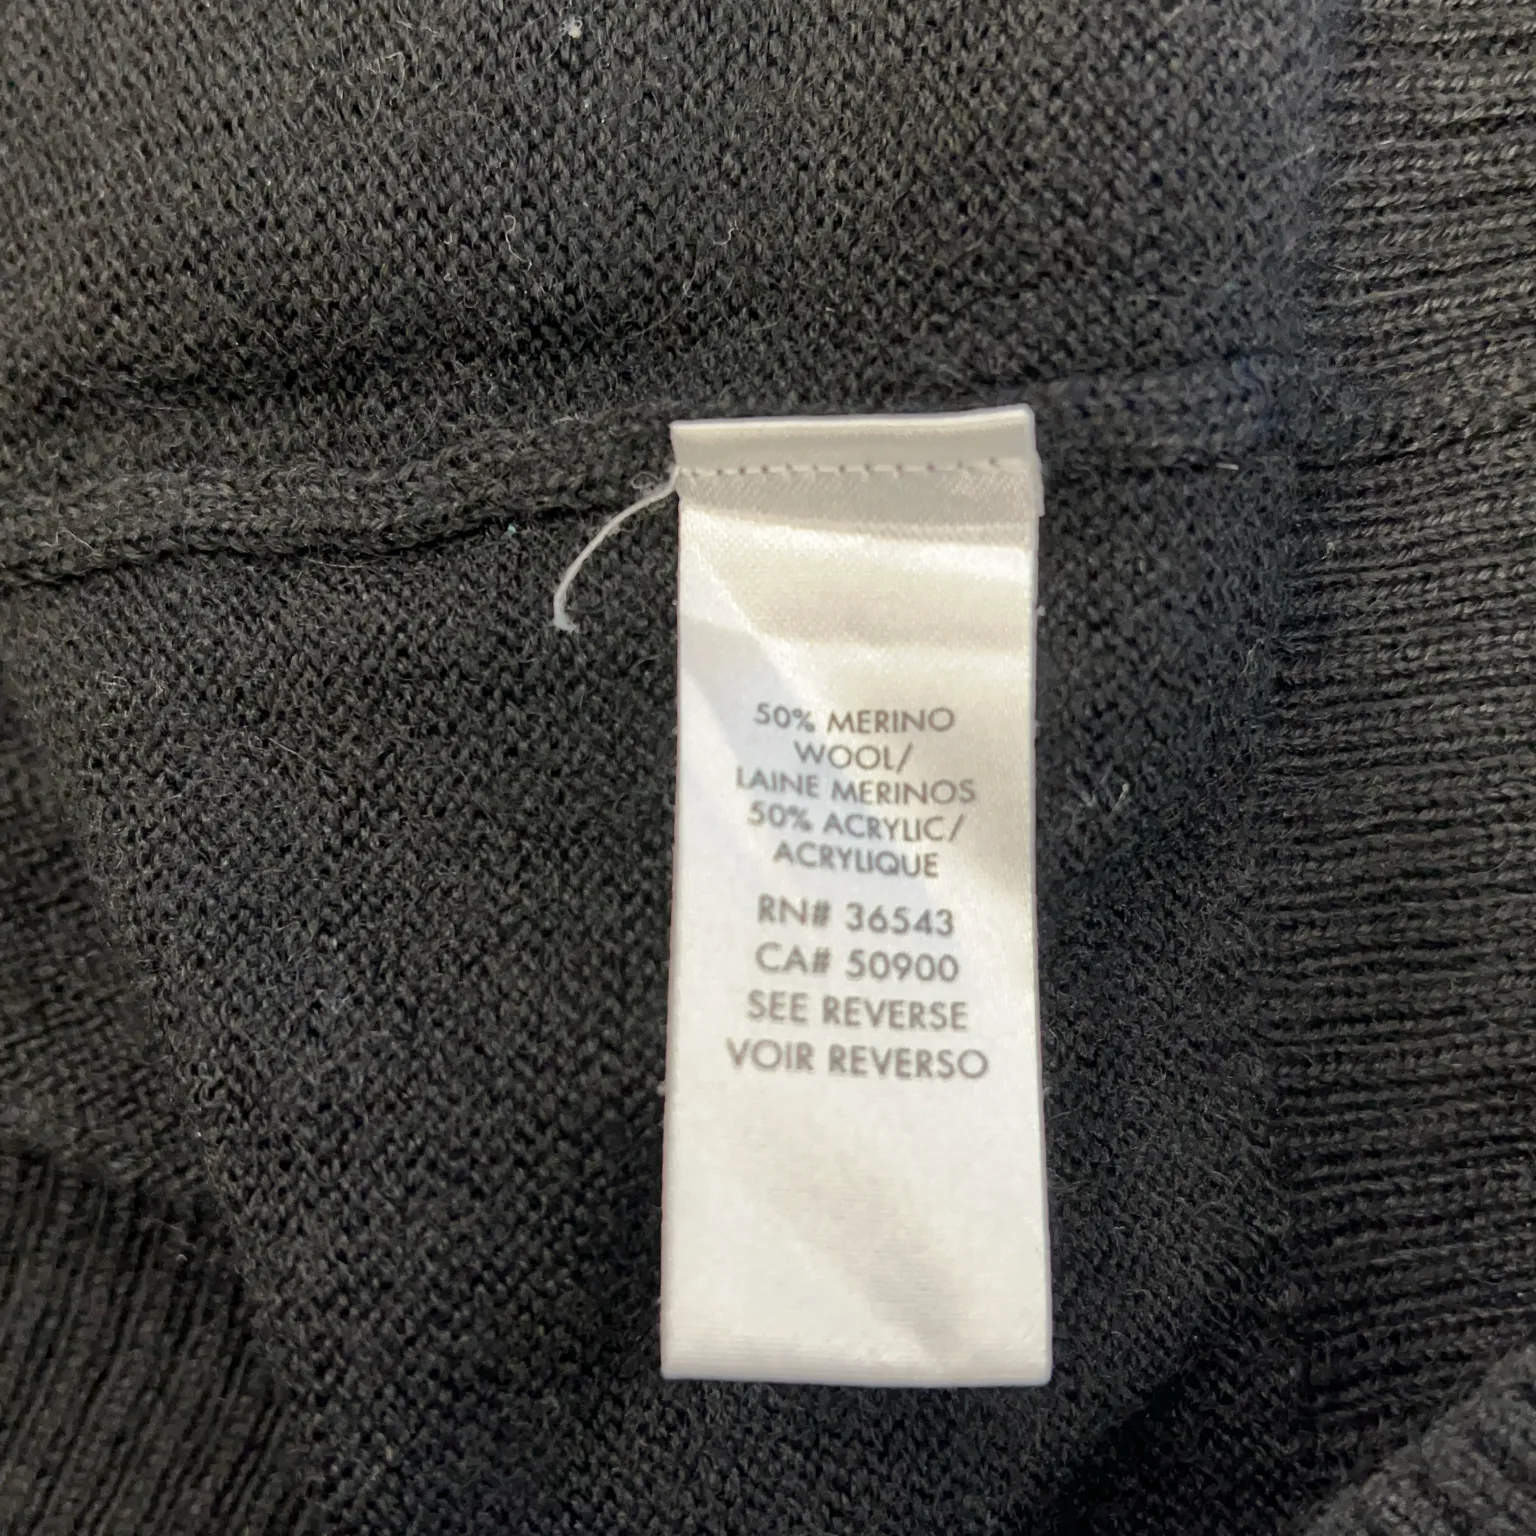 50% MERINO
WOOL/
LAINE MERINOS
50% ACRYLIC/
ACRYLIQUE
RN# 36543
CA# 50900
SEE REVERSE
VOIR REVERSO